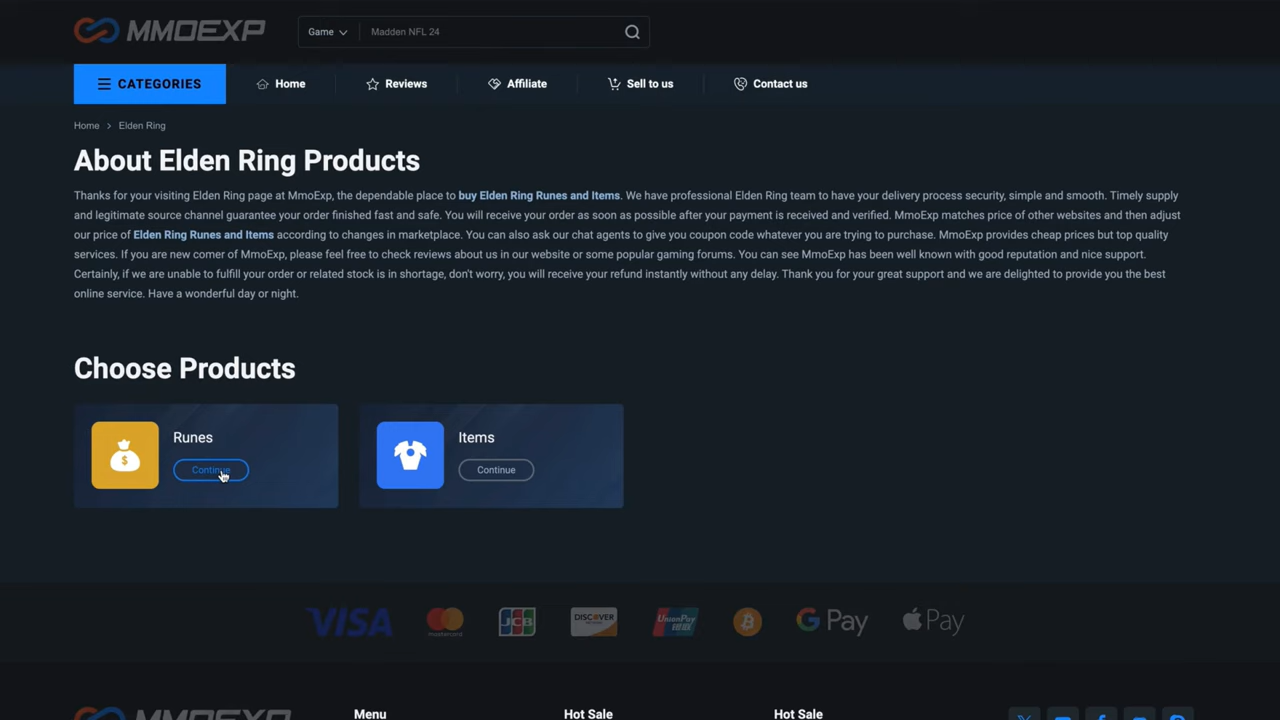 MMOEXP
Game
Madden NFL 24
CATEGORIES
Home
Reviews
Affiliate
Sell to us
Contact us
Home > Elden Ring
About Elden Ring Products
Thanks for your visiting Elden Ring page at MmoExp, the dependable place to buy Elden Ring Runes and Items. We have professional Elden Ring team to have your delivery process security, simple and smooth. Timely supply
and legitimate source channel guarantee your order finished fast and safe. You will receive your order as soon as possible after your payment is received and verified. MmoExp matches price of other websites and then adjust
our price of Elden Ring Runes and Items according to changes in marketplace. You can also ask our chat agents to give you coupon code whatever you are trying to purchase. MmoExp provides cheap prices but top quality
services. If you are new comer of MmoExp, please feel free to check reviews about us in our website or some popular gaming forums. You can see MmoExp has been well known with good reputation and nice support.
Certainly, if we are unable to fulfill your order or related stock is in shortage, don't worry, you will receive your refund instantly without any delay. Thank you for your great support and we are delighted to provide you the best
online service. Have a wonderful day or night.
Choose Products
Runes
Continue
Items
Continue
VISA
mastercard
JCB
DISCOVER
UnionPay
银联
G Pay
Pay
MMOEXP
Menu
Hot Sale
Hot Sale